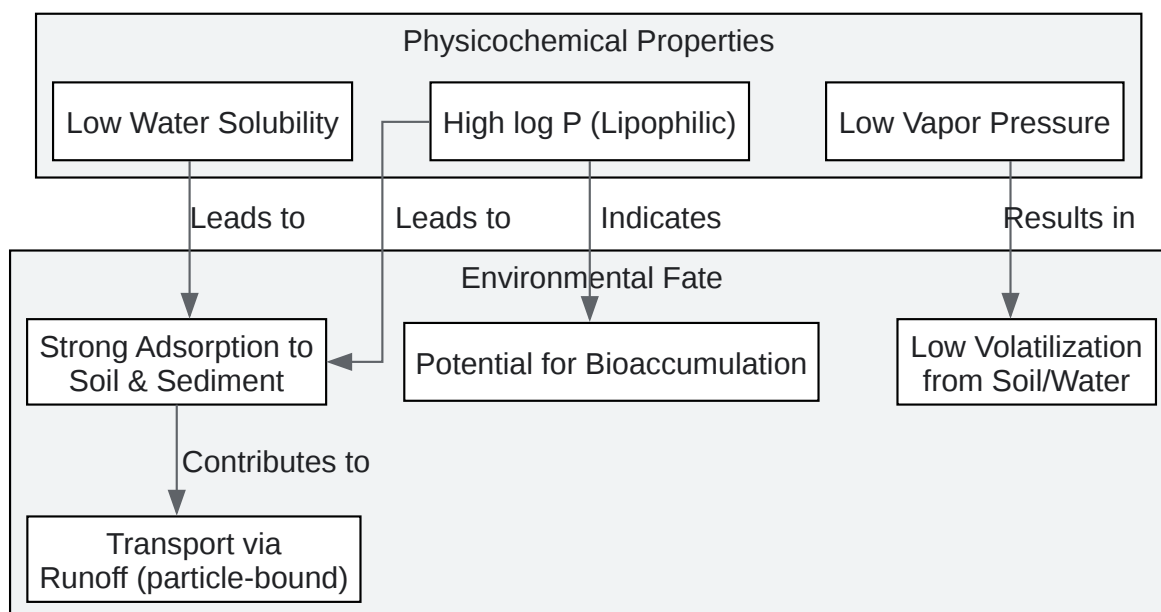 Physicochemical Properties
Low Water Solubility
High log P (Lipophilic)
Low Vapor Pressure
Leads to
Leads to
Indicates
Results in
Environmental Fate
Strong Adsorption to
Soil & Sediment
Potential for Bioaccumulation
Low Volatilization
from Soil/Water
Contributes to
Transport via
Runoff (particle-bound)